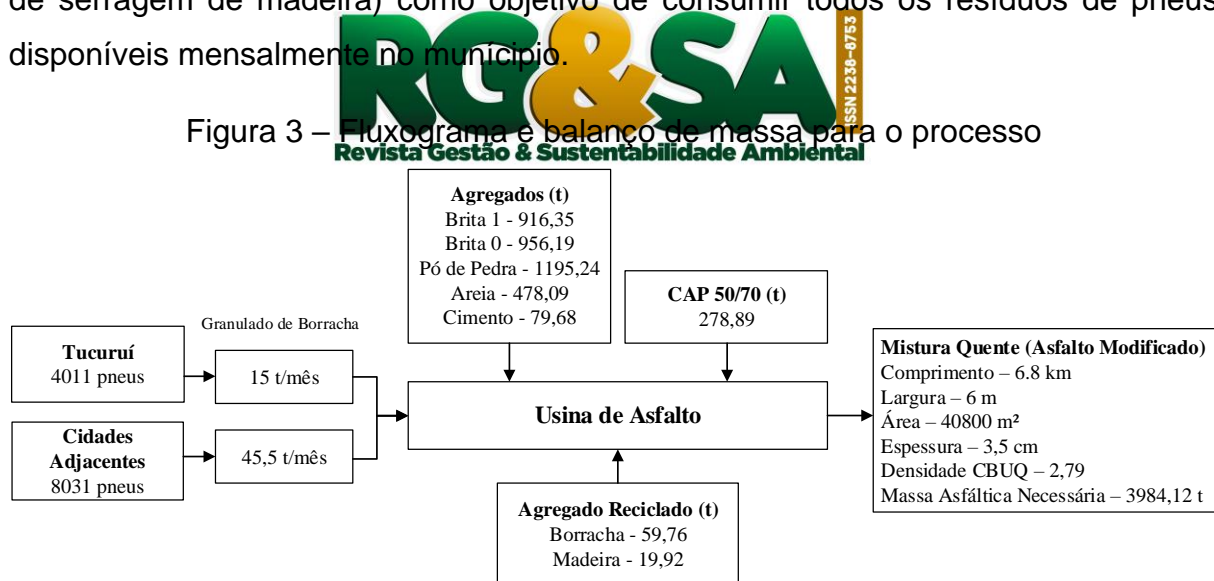 de serragem de madeira) como objetivo de consumir todos os resíduos de pneus
disponíveis mensalmente no munícipio.
RG&SA
ISSN 2238-8753
Revista Gestão & Sustentabilidade Ambiental
Figura 3 – Fluxograma e balanço de massa para o processo
Agregados (t)
Brita 1 - 916,35
Brita 0 - 956,19
Pó de Pedra - 1195,24
Areia - 478,09
Cimento - 79,68
CAP 50/70 (t)
278,89
Granulado de Borracha
Tucuruí
4011 pneus
15 t/mês
Cidades
Adjacentes
8031 pneus
45,5 t/mês
Usina de Asfalto
Mistura Quente (Asfalto Modificado)
Comprimento – 6.8 km
Largura – 6 m
Área – 40800 m²
Espessura – 3,5 cm
Densidade CBUQ – 2,79
Massa Asfáltica Necessária – 3984,12 t
Agregado Reciclado (t)
Borracha - 59,76
Madeira - 19,92